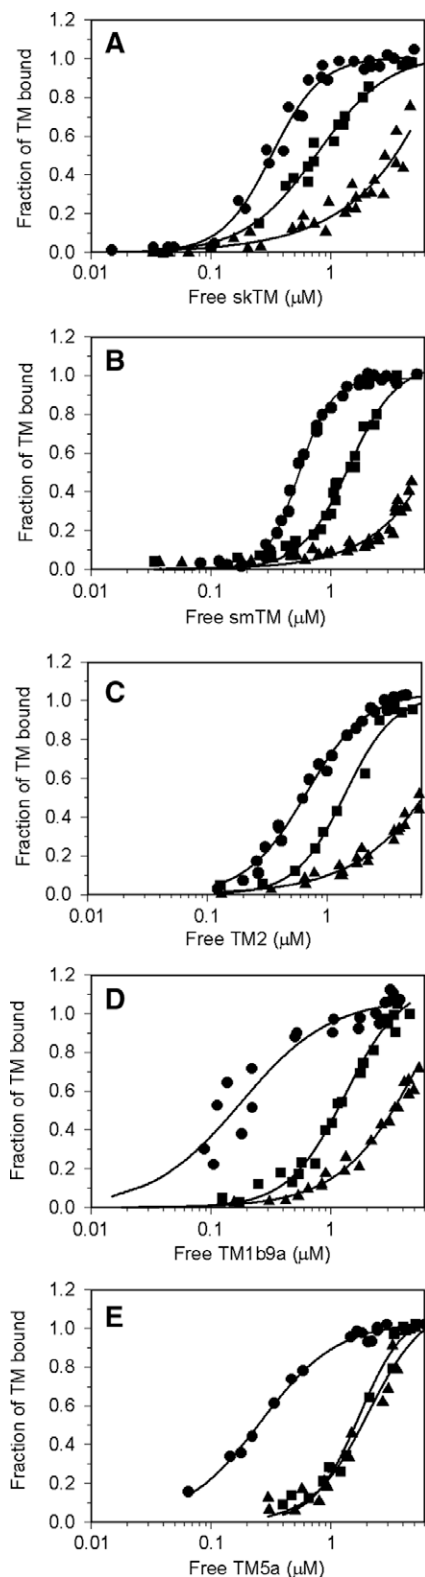 A
Fraction of TM bound
1.2
1.0
0.8
0.6
0.4
0.2
0.0
0.01 0.1 1
Free skTM (μM)
B
Fraction of TM bound
1.2
1.0
0.8
0.6
0.4
0.2
0.0
0.01 0.1 1
Free smTM (μM)
C
Fraction of TM bound
1.2
1.0
0.8
0.6
0.4
0.2
0.0
0.01 0.1 1
Free TM2 (μM)
D
Fraction of TM bound
1.2
1.0
0.8
0.6
0.4
0.2
0.0
0.01 0.1 1
Free TM1b9a (μM)
E
Fraction of TM bound
1.2
1.0
0.8
0.6
0.4
0.2
0.0
0.01 0.1 1
Free TM5a (μM)